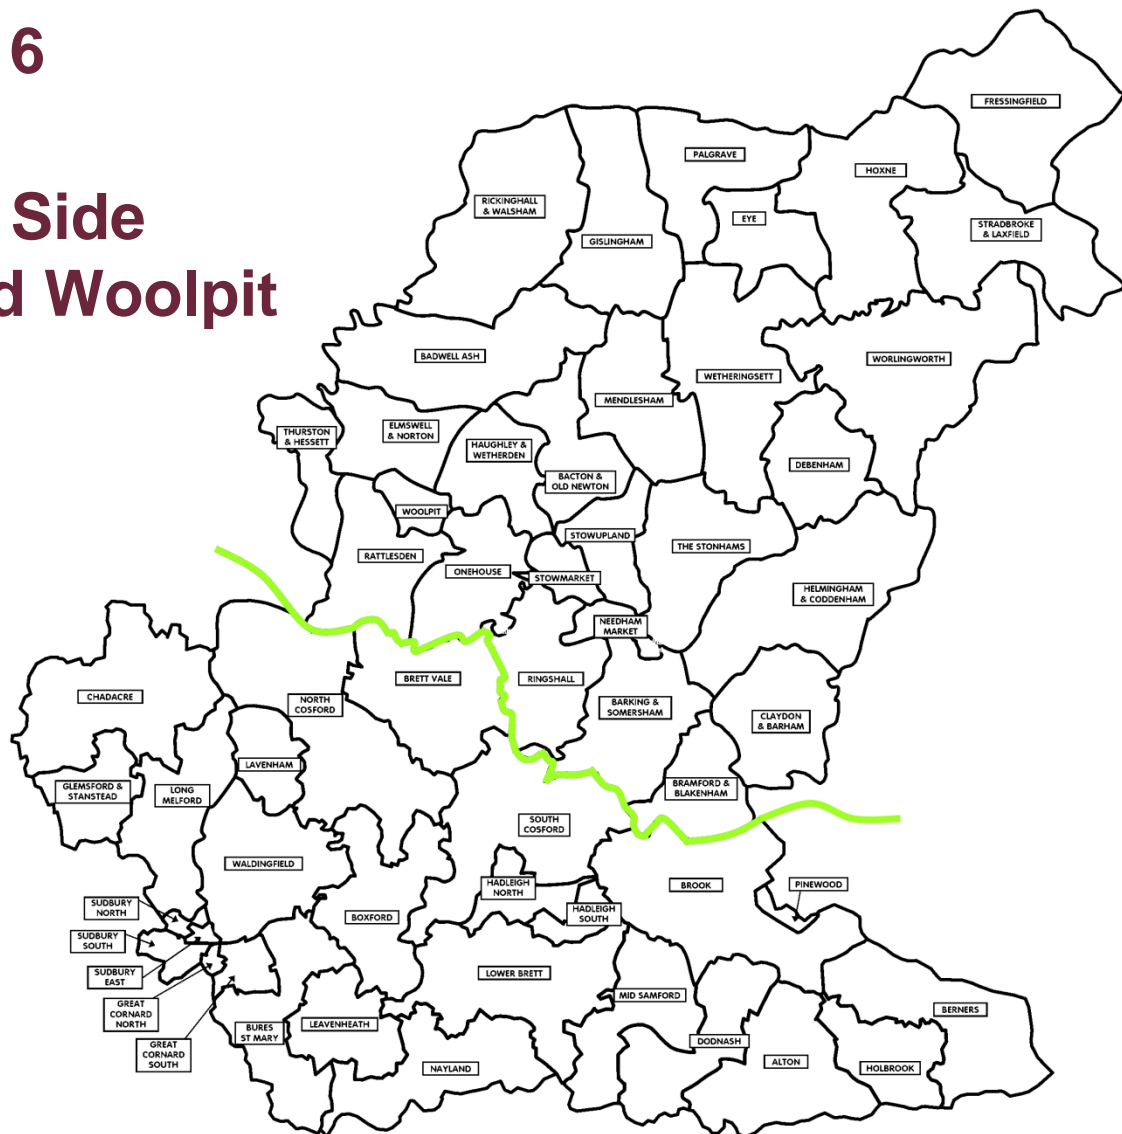 6
Side
d Woolpit
FRESSINGFIELD
PALGRAVE
HOXNE
RICKINGHALL
& WALSHAM
EYE
STRADBROKE
& LAXFIELD
GISLINGHAM
BADWELL ASH
WORLINGWORTH
WETHERINGSETT
MENDLESHAM
THURSTON
& HESSETT
ELMSWELL
& NORTON
HAUGHLEY &
WETHERDEN
DEBENHAM
BACTON &
OLD NEWTON
WOOLPIT
STOWUPLAND
THE STONHAMS
RATTLESDEN
ONEHOUSE
STOWMARKET
HELMINGHAM
& CODDENHAM
NEEDHAM
MARKET
BRETT VALE
RINGSHALL
CHADACRE
NORTH
COSFORD
BARKING &
SOMERSHAM
CLAYDON
& BARHAM
LAVENHAM
GLEMSFORD &
STANSTEAD
LONG
MELFORD
BRAMFORD &
BLAKENHAM
SOUTH
COSFORD
WALDINGFIELD
HADLEIGH
NORTH
BROOK
PINEWOOD
SUDBURY
NORTH
BOXFORD
HADLEIGH
SOUTH
SUDBURY
SOUTH
SUDBURY
EAST
LOWER BRETT
MID SAMFORD
GREAT
CORNARD
NORTH
BERNERS
BURES
ST MARY
LEAVENHEATH
DODNASH
GREAT
CORNARD
SOUTH
NAYLAND
ALTON
HOLBROOK